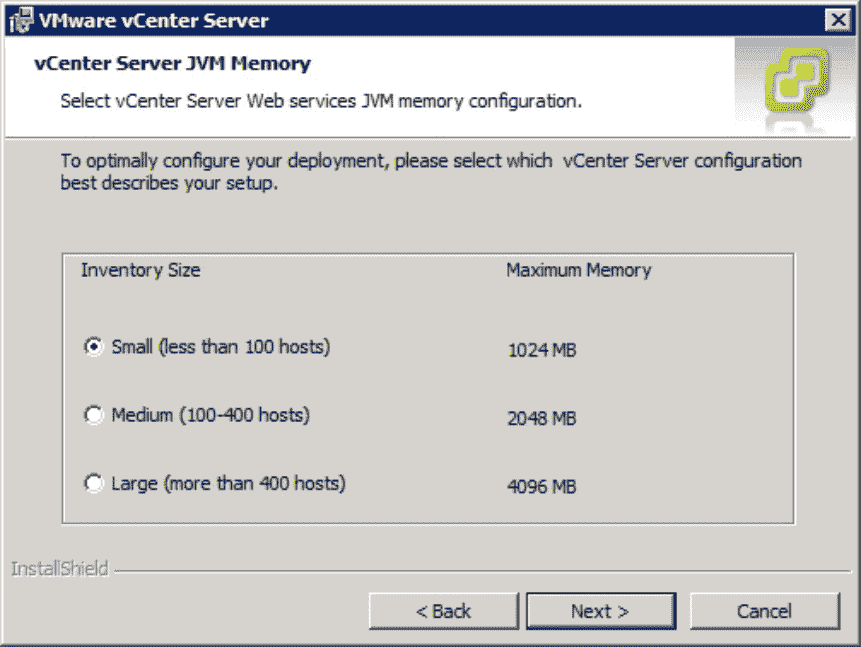 VMware vCenter Server
vCenter Server JVM Memory
Select vCenter Server Web services JVM memory configuration.
To optimally configure your deployment, please select which vCenter Server configuration
best describes your setup.
Inventory Size Maximum Memory
Small (less than 100 hosts) 1024 MB
Medium (100-400 hosts) 2048 MB
Large (more than 400 hosts) 4096 MB
InstallShield
< Back Next > Cancel